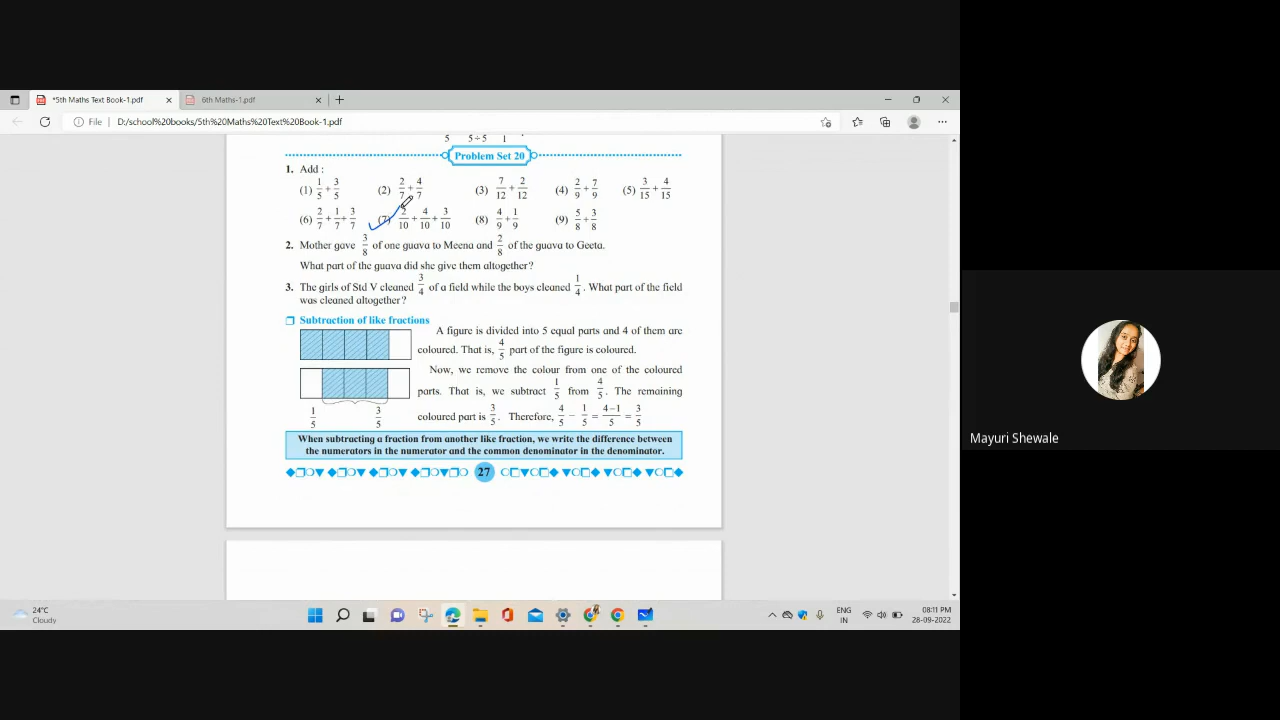 *5th Maths Text Book-1.pdf
6th Maths-1.pdf
File
D:/school%20books/5th%20Maths%20Text%20Book-1.pdf
5 5 ÷ 5 1
Problem Set 20
1. Add :
(1) 1/5 + 3/5 (2) 2/7 + 4/7 (3) 7/12 + 2/12 (4) 2/9 + 7/9 (5) 3/15 + 4/15
(6) 2/7 + 1/7 + 3/7 (7) 2/10 + 4/10 + 3/10 (8) 4/9 + 1/9 (9) 5/8 + 3/8
2. Mother gave 3/8 of one guava to Meena and 2/8 of the guava to Geeta.
What part of the guava did she give them altogether?
3. The girls of Std V cleaned 3/4 of a field while the boys cleaned 1/4. What part of the field
was cleaned altogether?
Subtraction of like fractions
A figure is divided into 5 equal parts and 4 of them are
coloured. That is, 4/5 part of the figure is coloured.
Now, we remove the colour from one of the coloured
parts. That is, we subtract 1/5 from 4/5. The remaining
coloured part is 3/5. Therefore, 4/5 - 1/5 = 4-1/5 = 3/5
1/5 3/5
When subtracting a fraction from another like fraction, we write the difference between
the numerators in the numerator and the common denominator in the denominator.
27
Mayuri Shewale
24°C
Cloudy
ENG
IN
08:11 PM
28-09-2022